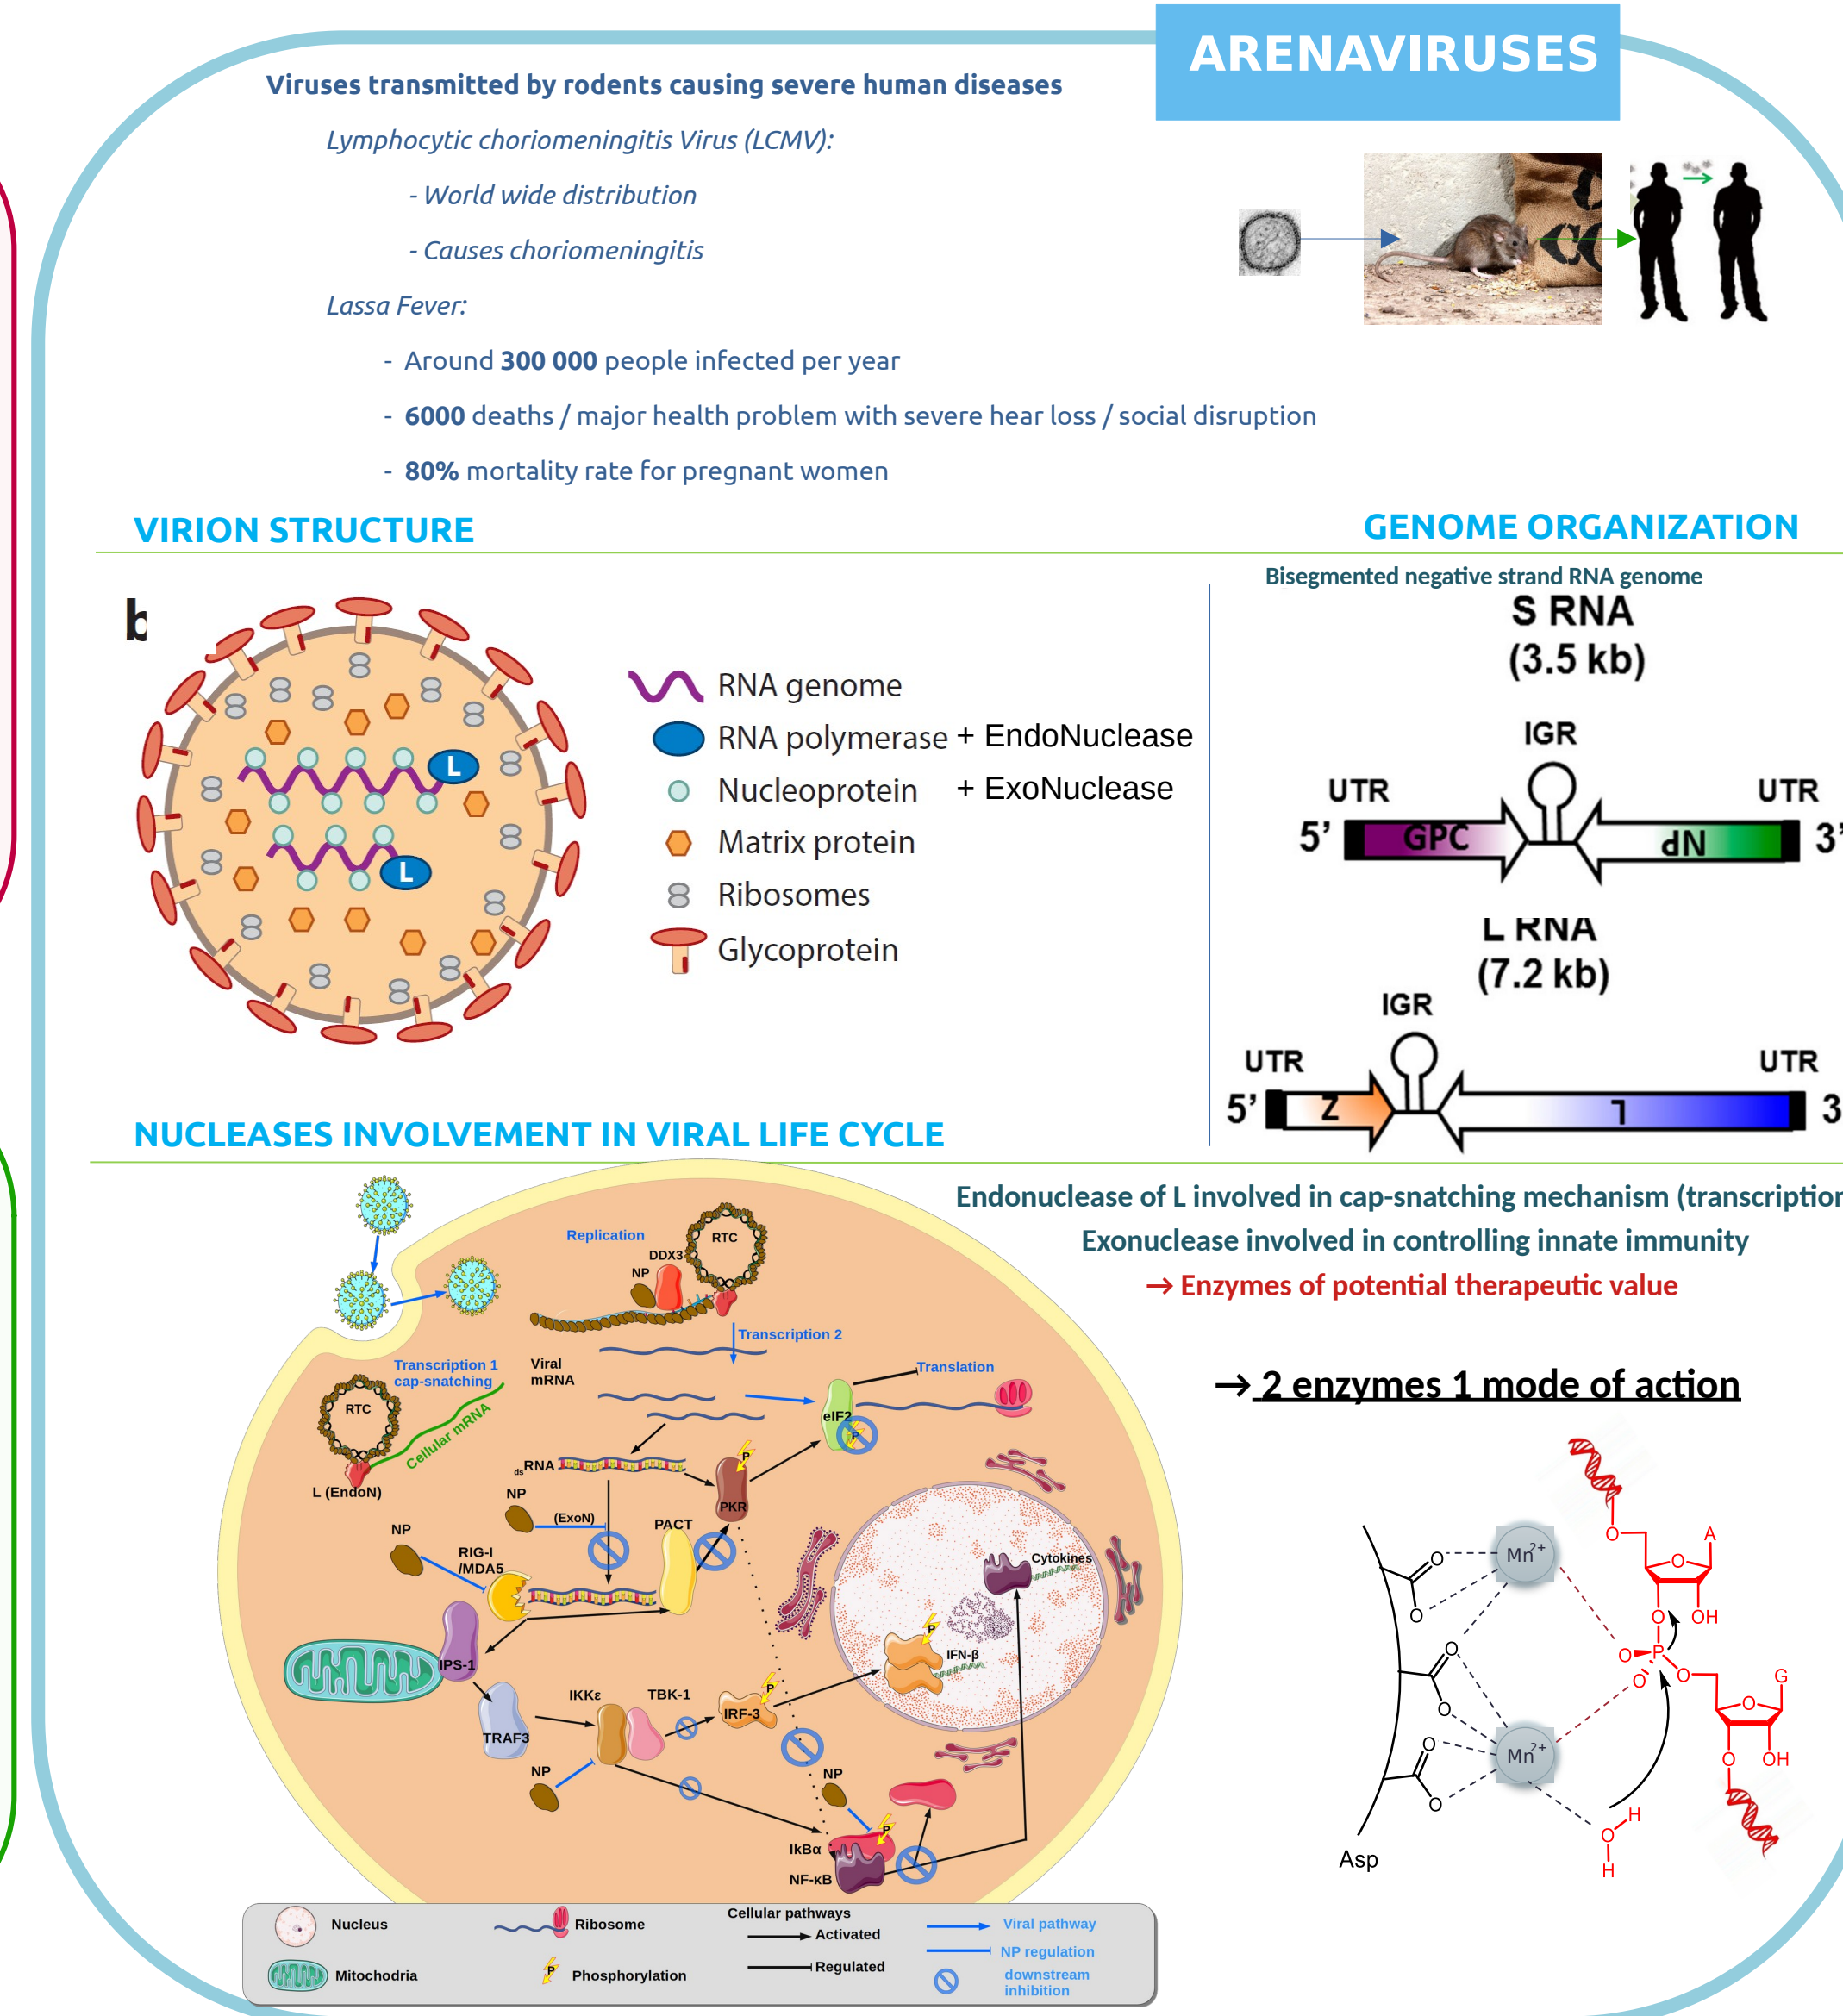 ARENAVIRUSES
Viruses transmitted by rodents causing severe human diseases
Lymphocytic choriomeningitis Virus (LCMV):
- World wide distribution
- Causes choriomeningitis
Lassa Fever:
- Around 300 000 people infected per year
- 6000 deaths / major health problem with severe hear loss / social disruption
- 80% mortality rate for pregnant women
VIRION STRUCTURE
b
L
L
RNA genome
RNA polymerase + EndoNuclease
Nucleoprotein + ExoNuclease
Matrix protein
Ribosomes
Glycoprotein
GENOME ORGANIZATION
Bisegmented negative strand RNA genome
S RNA
(3.5 kb)
IGR
UTR UTR
5' GPC NP 3'
L RNA
(7.2 kb)
IGR
UTR UTR
5' Z L 3
NUCLEASES INVOLVEMENT IN VIRAL LIFE CYCLE
Endonuclease of L involved in cap-snatching mechanism (transcription
Exonuclease involved in controlling innate immunity
→ Enzymes of potential therapeutic value
→ 2 enzymes 1 mode of action
Replication
RTC
DDX3
NP
Transcription 2
Transcription 1
cap-snatching
Viral
mRNA
Translation
RTC
Cellular mRNA
eIF2
P
L (EndoN)
dsRNA
P
PKR
NP
(ExoN)
PACT
NP
RIG-I
/MDA5
Cytokines
IPS-1
P
IFN-β
IKKε
TBK-1
P
IRF-3
TRAF3
NP
NP
P
IkBα
NF-κB
Nucleus
Ribosome
Cellular pathways
Activated
Viral pathway
Mitochodria
P
Phosphorylation
Regulated
NP regulation
downstream
inhibition
Mn2+
Mn2+
O
O
O
O
O
O
Asp
O
A
O
O
OH
O
P
O
O
G
O
O
OH
H
O
H